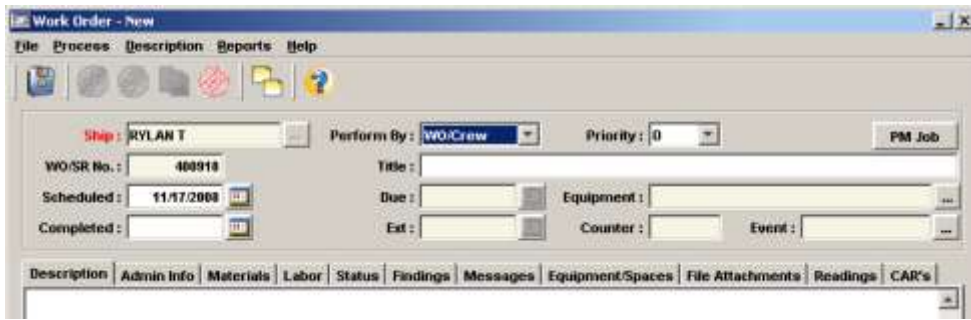 Work Order - New
File Process Description Reports Help
Ship : RYLAN T ... Perform By : WO/Crew Priority : 0 PM Job
WO/SR No. : 400918 Title :
Scheduled : 11/17/2008 Due : Equipment : ...
Completed : Ext : Counter : Event : ...
Description Admin Info Materials Labor Status Findings Messages Equipment/Spaces File Attachments Readings CAR's